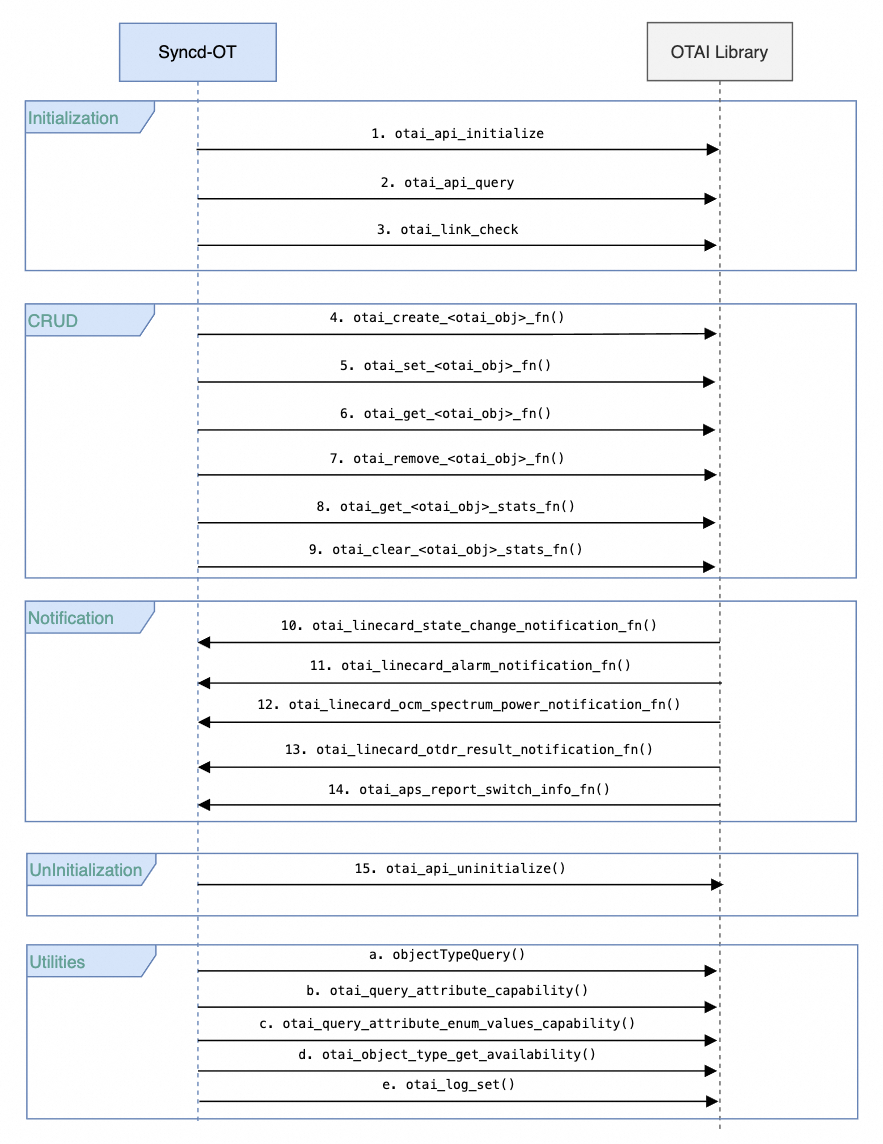 Syncd-OT
OTAI Library
Initialization
1. otai_api_initialize
2. otai_api_query
3. otai_link_check
CRUD
4. otai_create_<otai_obj>_fn()
5. otai_set_<otai_obj>_fn()
6. otai_get_<otai_obj>_fn()
7. otai_remove_<otai_obj>_fn()
8. otai_get_<otai_obj>_stats_fn()
9. otai_clear_<otai_obj>_stats_fn()
Notification
10. otai_linecard_state_change_notification_fn()
11. otai_linecard_alarm_notification_fn()
12. otai_linecard_ocm_spectrum_power_notification_fn()
13. otai_linecard_otdr_result_notification_fn()
14. otai_aps_report_switch_info_fn()
UnInitialization
15. otai_api_uninitialize()
Utilities
a. objectTypeQuery()
b. otai_query_attribute_capability()
c. otai_query_attribute_enum_values_capability()
d. otai_object_type_get_availability()
e. otai_log_set()